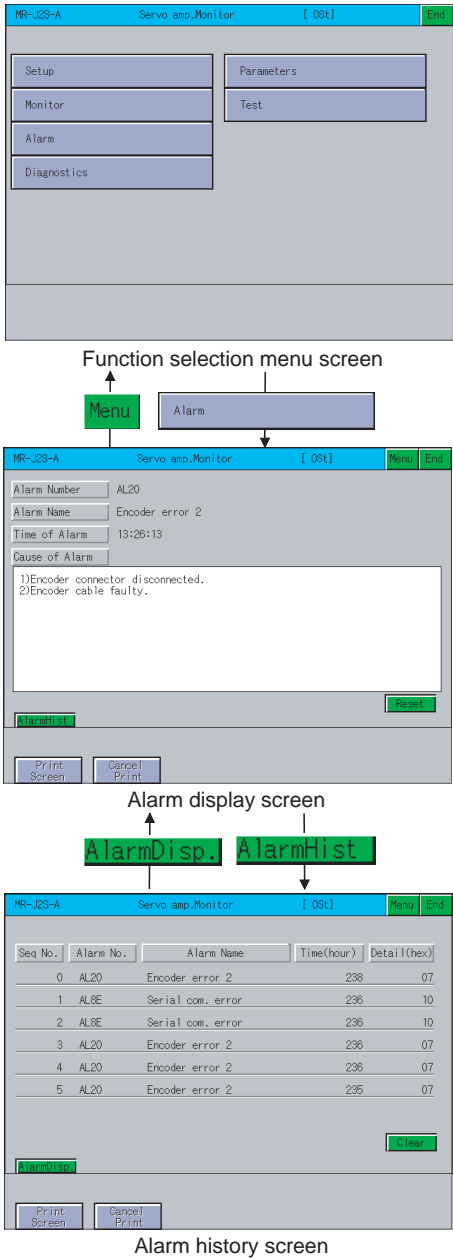 MR-J2S-A Servo amp.Monitor [ 0St] End
Setup Parameters
Monitor Test
Alarm
Diagnostics
Function selection menu screen
Menu Alarm
MR-J2S-A Servo amp.Monitor [ 0St] Menu End
Alarm Number AL20
Alarm Name Encoder error 2
Time of Alarm 13:26:13
Cause of Alarm
1)Encoder connector disconnected.
2)Encoder cable faulty.
Reset
AlarmHist
Print Screen Cancel Print
Alarm display screen
AlarmDisp. AlarmHist
MR-J2S-A Servo amp.Monitor [ 0St] Menu End
Seq No. Alarm No. Alarm Name Time(hour) Detail(hex)
0 AL20 Encoder error 2 238 07
1 AL8E Serial com. error 236 10
2 AL8E Serial com. error 236 10
3 AL20 Encoder error 2 236 07
4 AL20 Encoder error 2 236 07
5 AL20 Encoder error 2 235 07
Clear
AlarmDisp.
Print Screen Cancel Print
Alarm history screen